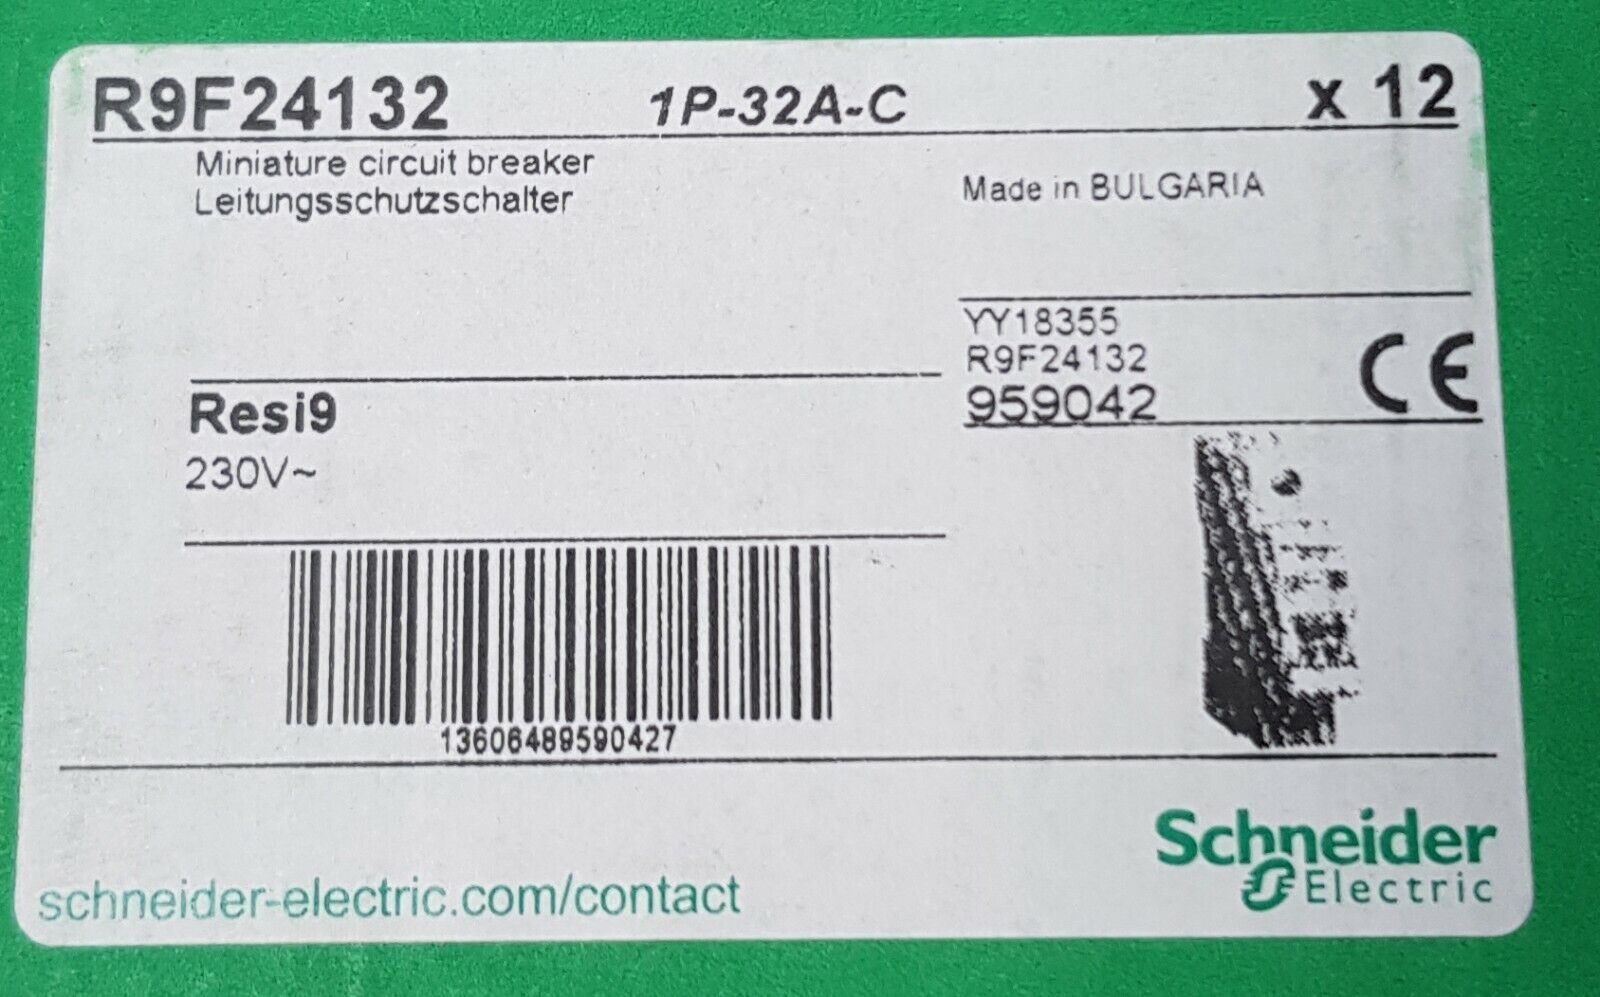 R9F24132 1P-32A-C x 12
Miniature circuit breaker
Leitungsschutzschalter
Made in BULGARIA
YY18355
R9F24132
959042
CE
Resi9
230V~
13606489590427
schneider-electric.com/contact
Schneider
Electric